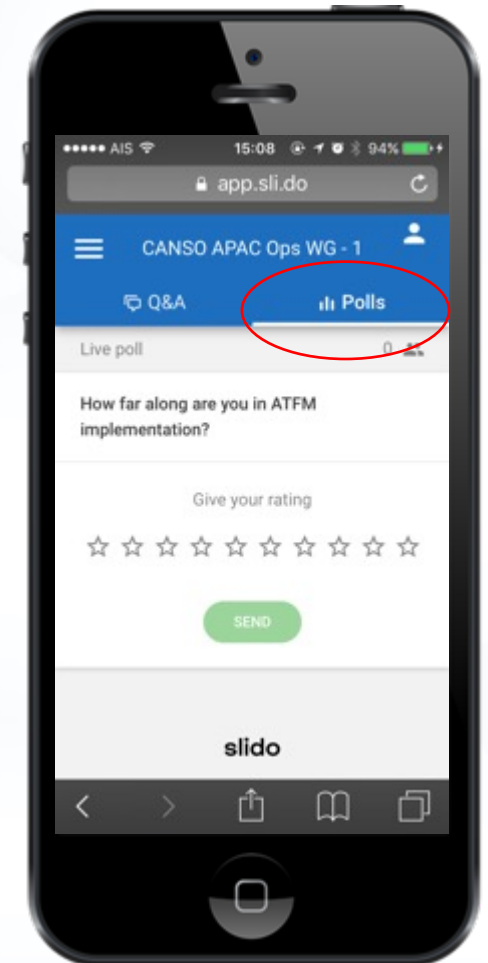 AIS 15:08 94%
app.sli.do
CANSO APAC Ops WG - 1
Q&A Polls
Live poll 0
How far along are you in ATFM
implementation?
Give your rating
SEND
slido